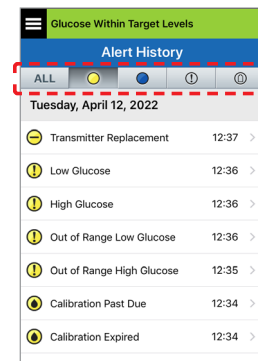 Glucose Within Target Levels
Alert History
ALL
Tuesday, April 12, 2022
Transmitter Replacement 12:37
Low Glucose 12:36
High Glucose 12:36
Out of Range Low Glucose 12:36
Out of Range High Glucose 12:35
Calibration Past Due 12:34
Calibration Expired 12:34